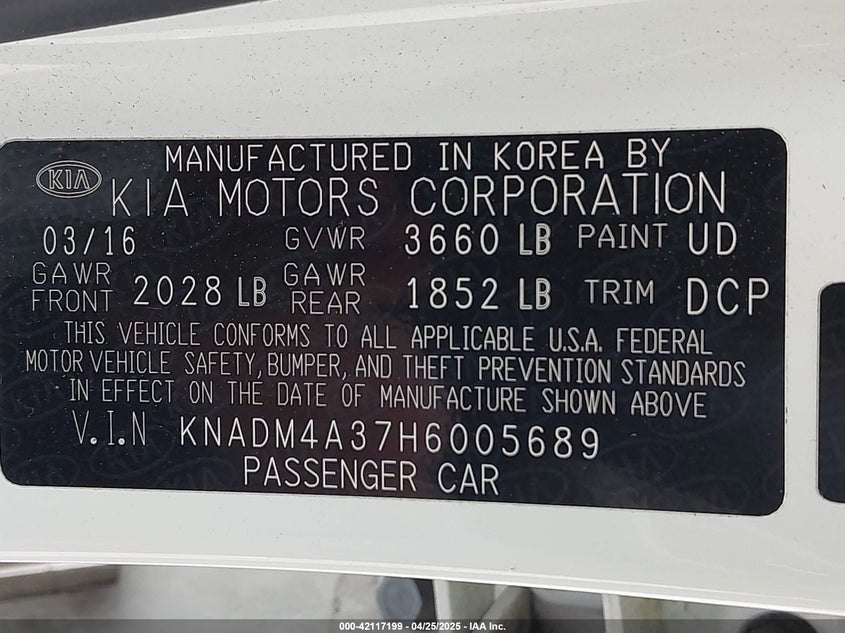 MANUFACTURED IN KOREA BY
KIA KIA MOTORS CORPORATION
03/16 GVWR 3660 LB PAINT UD
GAWR FRONT 2028 LB GAWR REAR 1852 LB TRIM DCP
THIS VEHICLE CONFORMS TO ALL APPLICABLE U.S.A. FEDERAL
MOTOR VEHICLE SAFETY, BUMPER, AND THEFT PREVENTION STANDARDS
IN EFFECT ON THE DATE OF MANUFACTURE SHOWN ABOVE
V.I.N KNADM4A37H6005689
PASSENGER CAR
000-42117199 - 04/25/2025 - IAA Inc.